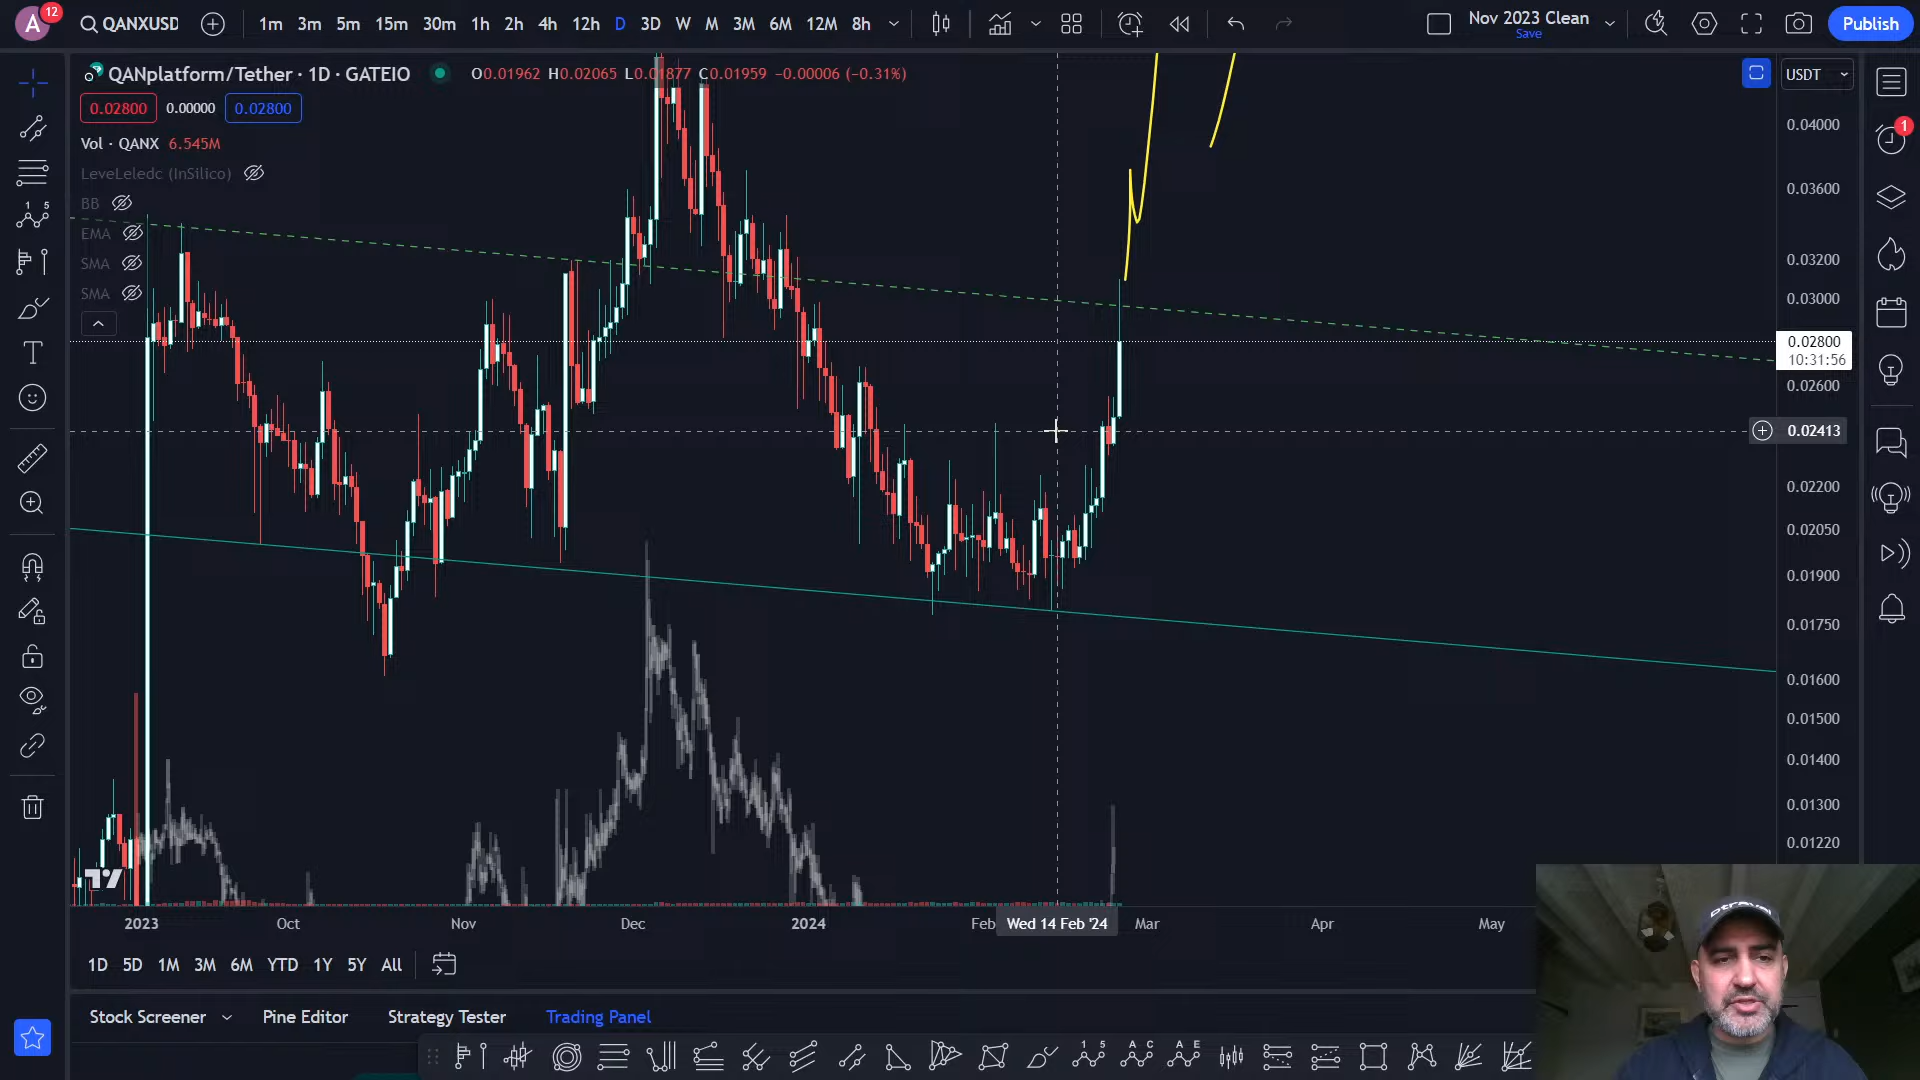 A
12
QANXUSD
1m 3m 5m 15m 30m 1h 2h 4h 12h D 3D W M 3M 6M 12M 8h
Nov 2023 Clean
Save
Publish
QANplatform/Tether · 1D · GATEIO
O0.01962 H0.02065 L0.01877 C0.01959 −0.00006 (−0.31%)
USDT
0.02800 0.00000 0.02800
Vol · QANX 6.545M
LeveLeledc (InSilico)
BB
EMA
SMA
SMA
1 5
1
0.04000
0.03600
0.03200
0.03000
0.02800
10:31:56
0.02600
0.02413
0.02200
0.02050
0.01900
0.01750
0.01600
0.01500
0.01400
0.01300
0.01220
2023 Oct Nov Dec 2024 Feb Wed 14 Feb '24 Mar Apr May
1D 5D 1M 3M 6M YTD 1Y 5Y All
Stock Screener Pine Editor Strategy Tester Trading Panel
1 5 A C A E